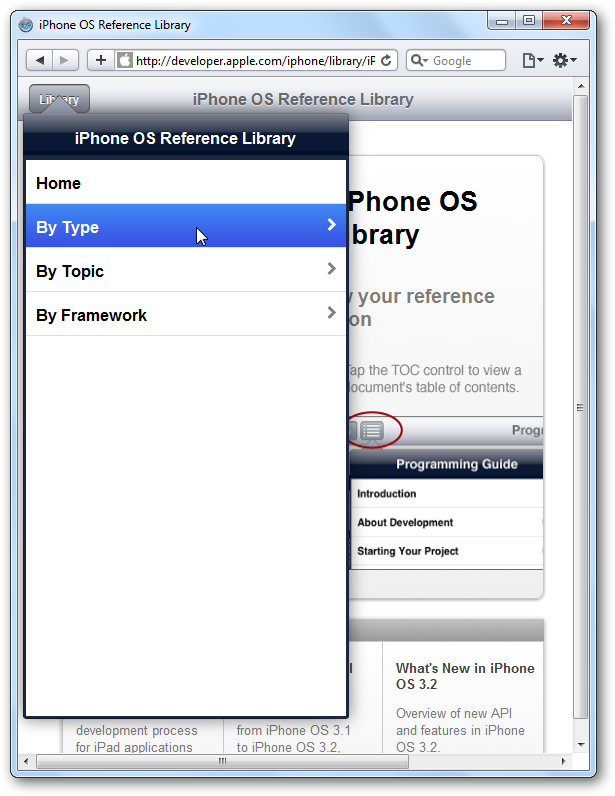 iPhone OS Reference Library
http://developer.apple.com/iphone/library/iP
Google
Library
iPhone OS Reference Library
iPhone OS Reference Library
Home
By Type
By Topic
By Framework
Phone OS
brary
your reference
on
Tap the TOC control to view a
document's table of contents.
Progr
Programming Guide
Introduction
About Development
Starting Your Project
development process
for iPad applications
from iPhone OS 3.1
to iPhone OS 3.2,
What's New in iPhone
OS 3.2
Overview of new API
and features in iPhone
OS 3.2.